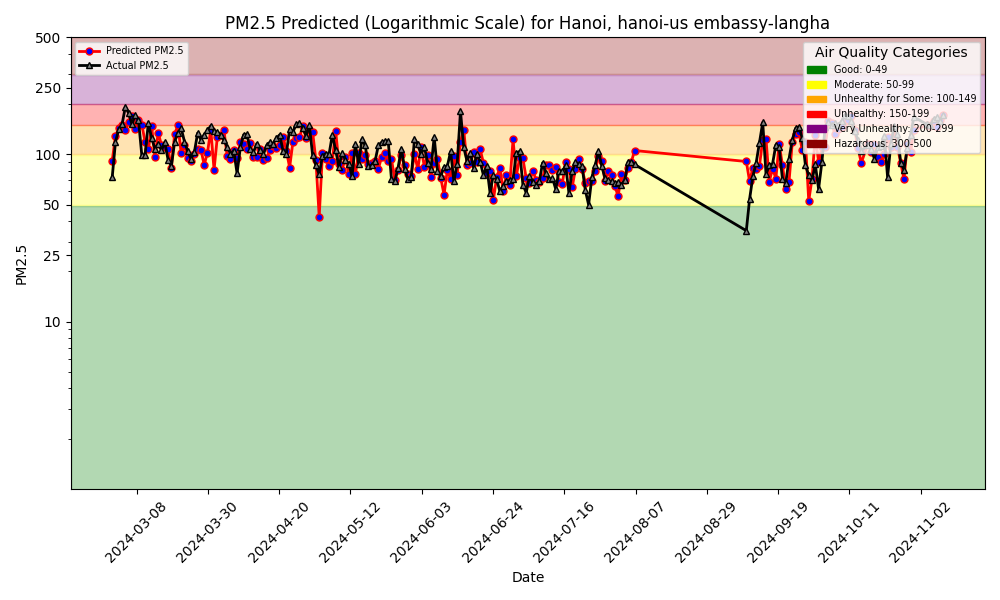 PM2.5 Predicted (Logarithmic Scale) for Hanoi, hanoi-us embassy-langha
500
250
100
50
25
10
PM2.5
Predicted PM2.5
Actual PM2.5
Air Quality Categories
Good: 0-49
Moderate: 50-99
Unhealthy for Some: 100-149
Unhealthy: 150-199
Very Unhealthy: 200-299
Hazardous: 300-500
2024-03-08
2024-03-30
2024-04-20
2024-05-12
2024-06-03
2024-06-24
2024-07-16
2024-08-07
2024-08-29
2024-09-19
2024-10-11
2024-11-02
Date